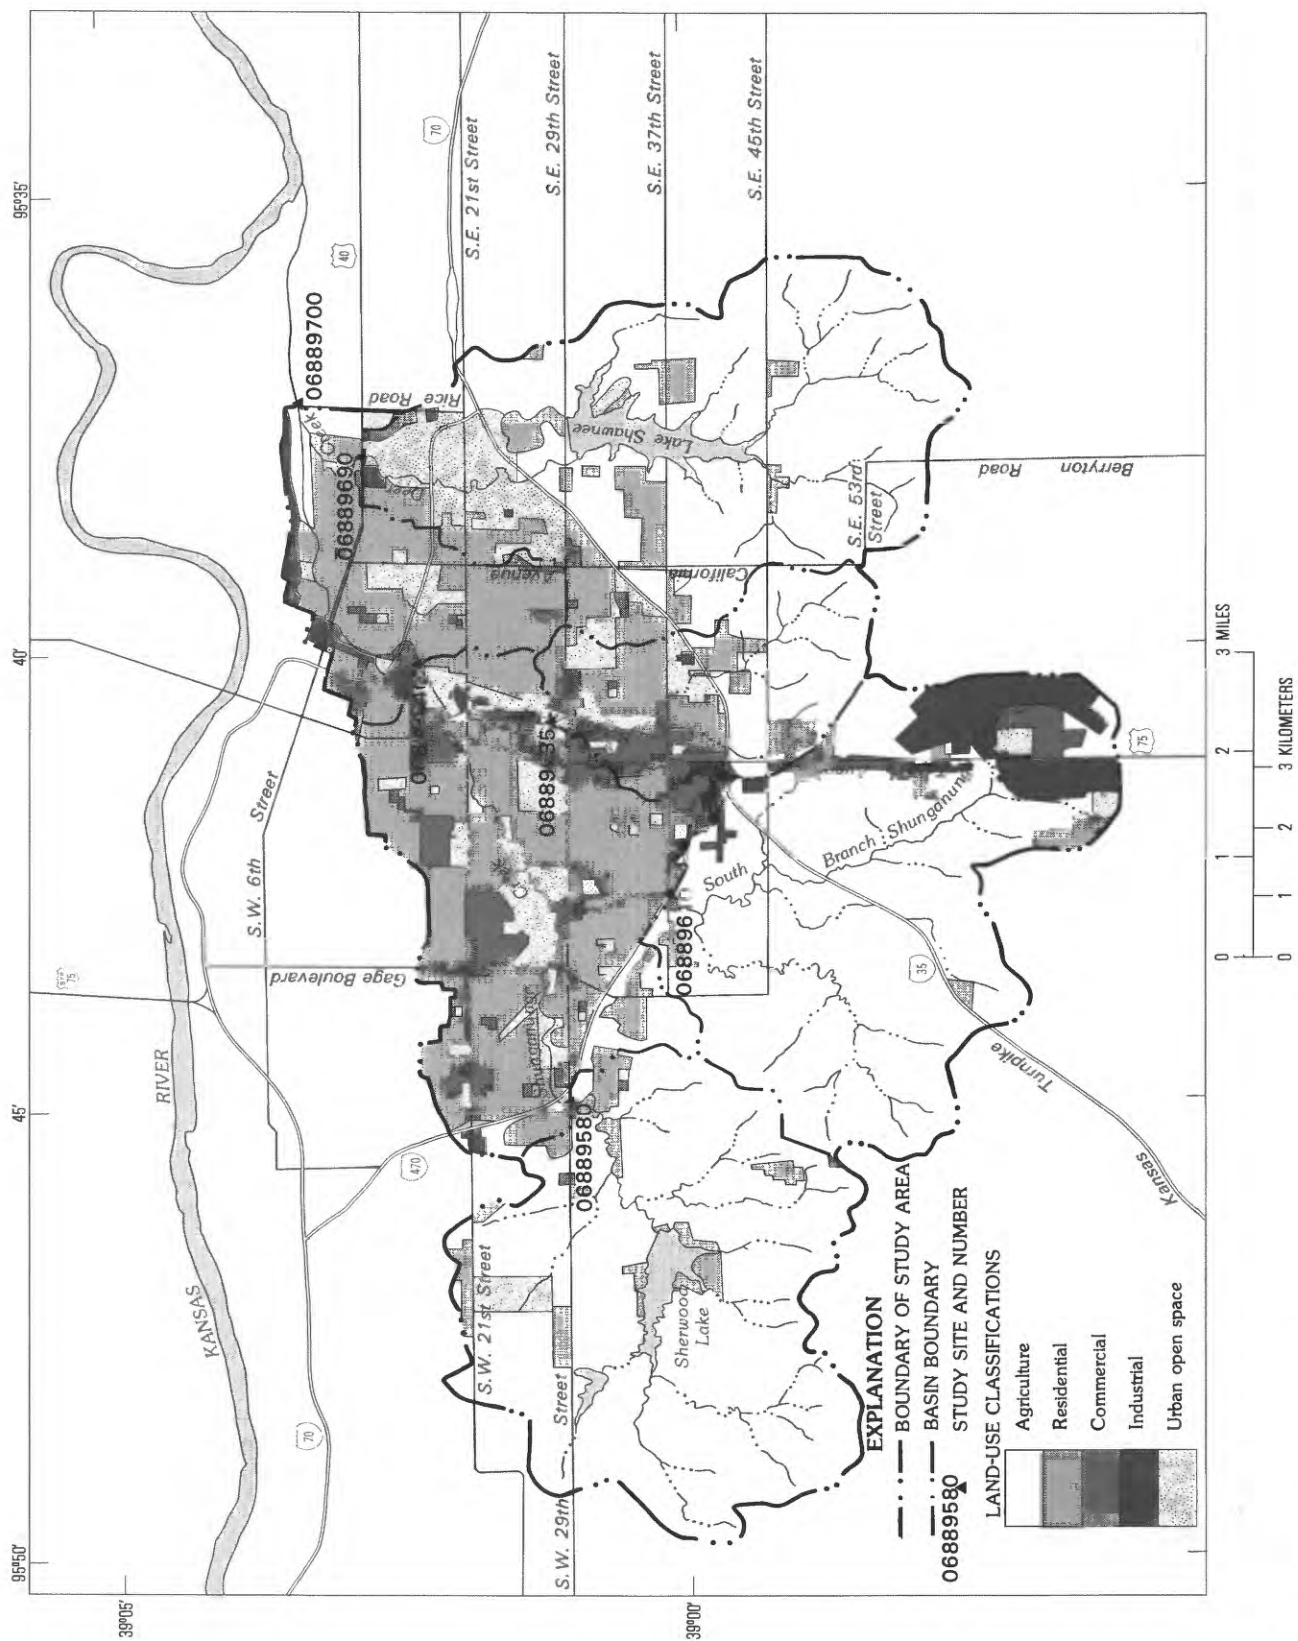 95°50'
45'
40'
95°35'
39°05'
39°00'
KANSAS
RIVER
70
75
470
S.W. 6th
Street
Gage Boulevard
40
70
S.E. 21st Street
S.E. 29th Street
S.E. 37th Street
S.E. 45th Street
S.E. 53rd
Street
Rice
Road
Creek
Deer
06889700
06889690
Lake Shawnee
Avenue
California
Berryton
Road
75
South
Branch Shunganunga
Shunganunga
35
Kansas
Turnpike
06889580
068896
S.W. 21st Street
S.W. 29th
Street
Sherwood
Lake
EXPLANATION
BOUNDARY OF STUDY AREA
BASIN BOUNDARY
06889580
STUDY SITE AND NUMBER
LAND-USE CLASSIFICATIONS
Agriculture
Residential
Commercial
Industrial
Urban open space
0 1 2 3 MILES
0 1 2 3 KILOMETERS